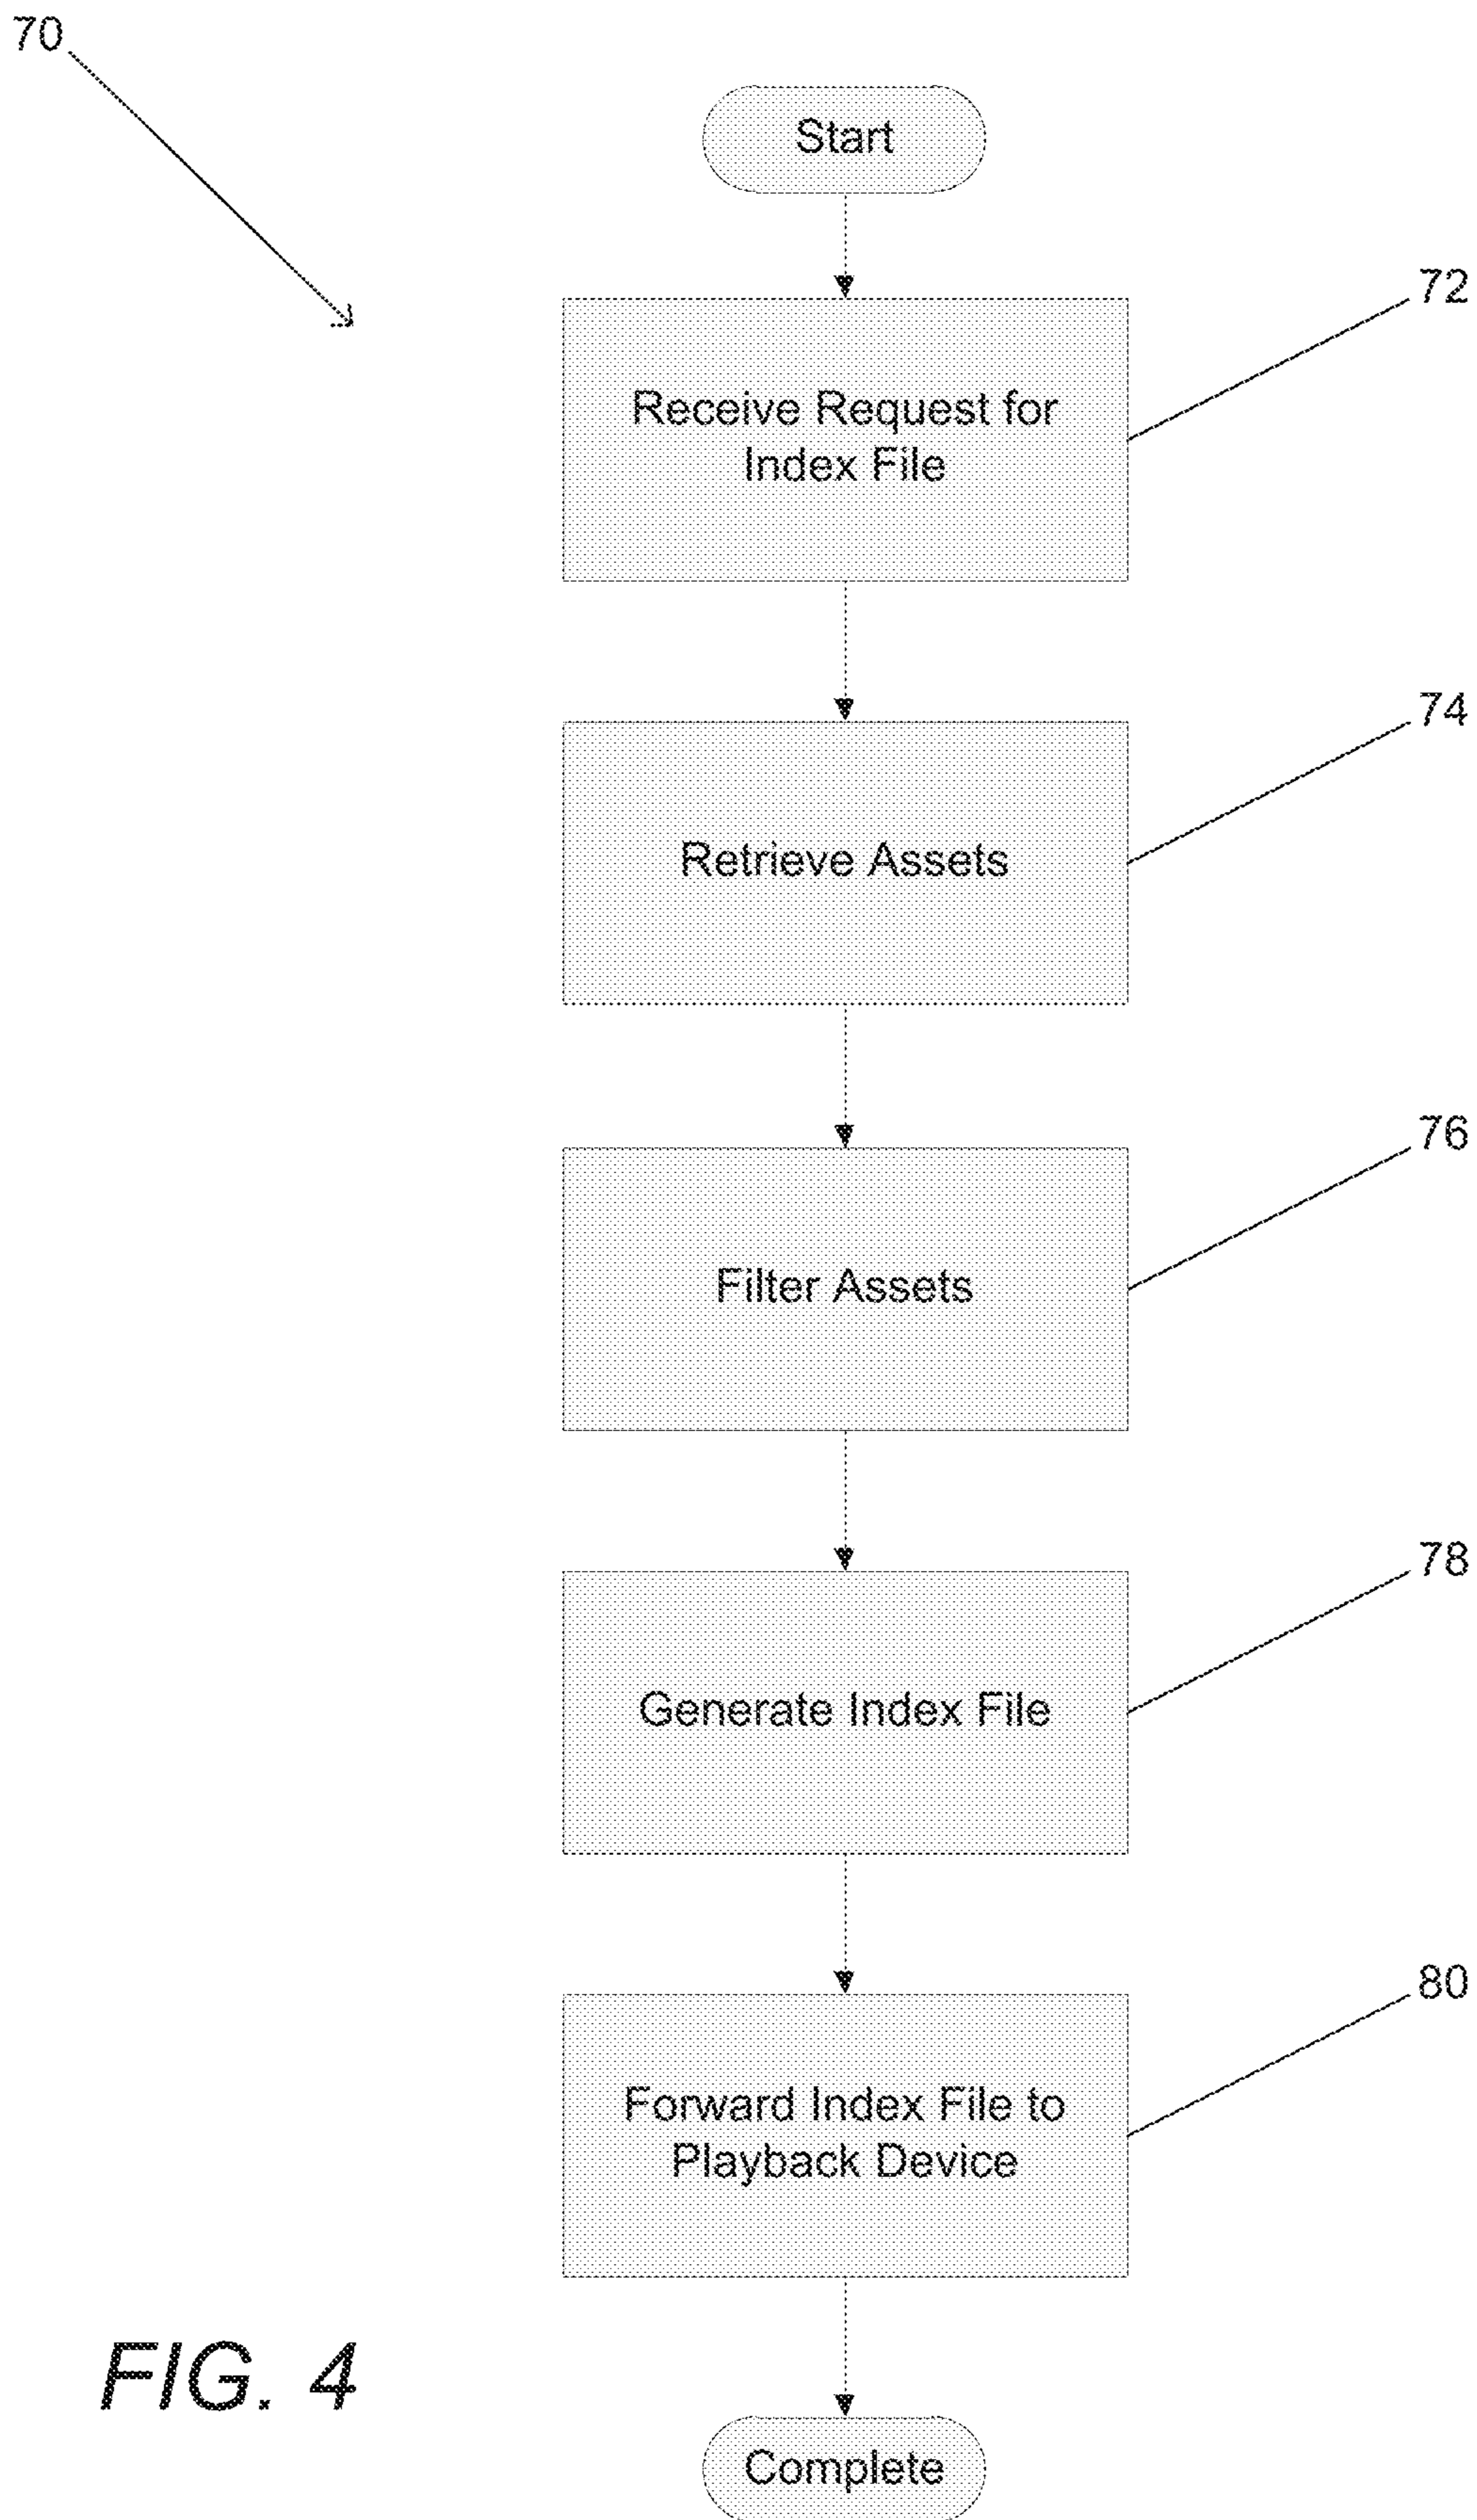 70
Start
72
Receive Request for
Index File
74
Retrieve Assets
76
Filter Assets
78
Generate Index File
80
Forward Index File to
Playback Device
FIG. 4
Complete